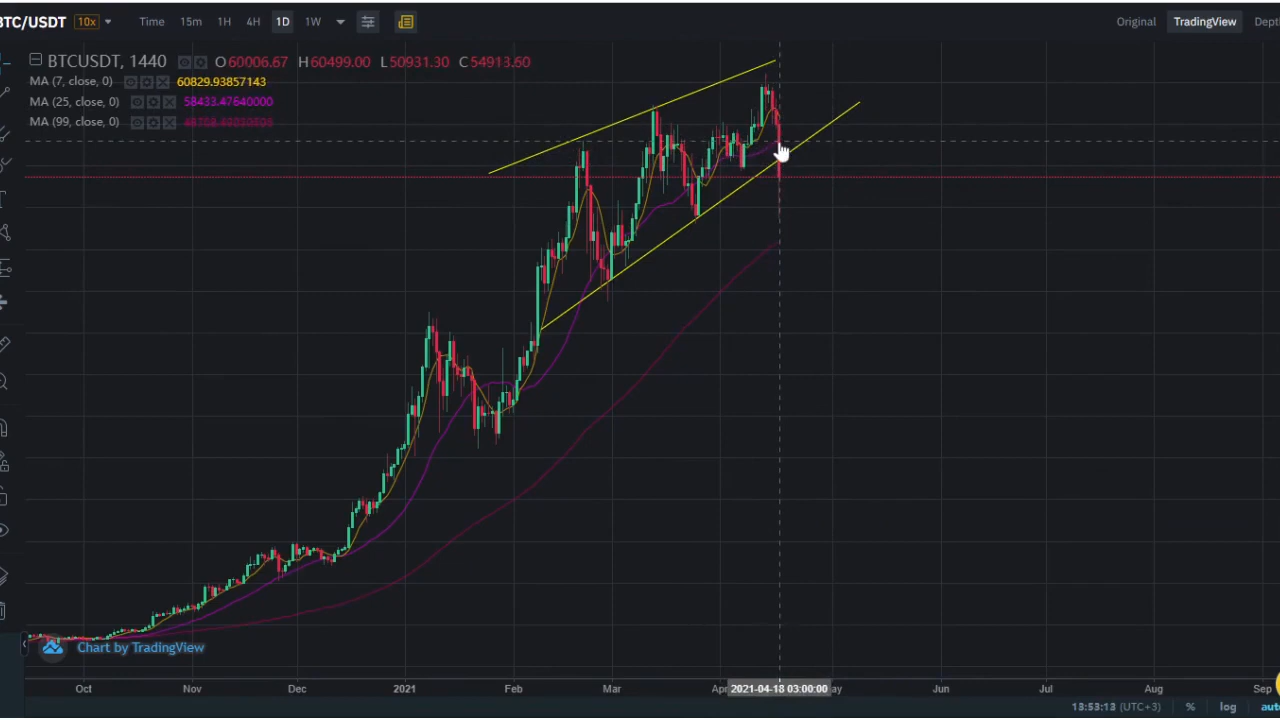 BTC/USDT 10x Time 15m 1H 4H 1D 1W Original TradingView Depth
BTCUSDT, 1440 O60006.67 H60499.00 L50931.30 C54913.60
MA (7, close, 0) 60829.93857143
MA (25, close, 0) 58433.47640000
MA (99, close, 0)
Chart by TradingView
Oct Nov Dec 2021 Feb Mar Apr 2021-04-18 03:00:00 ay Jun Jul Aug Sep
13:53:13 (UTC+3) % log auto